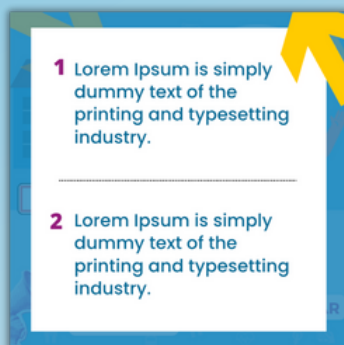 1 Lorem Ipsum is simply
dummy text of the
printing and typesetting
industry.
2 Lorem Ipsum is simply
dummy text of the
printing and typesetting
industry.